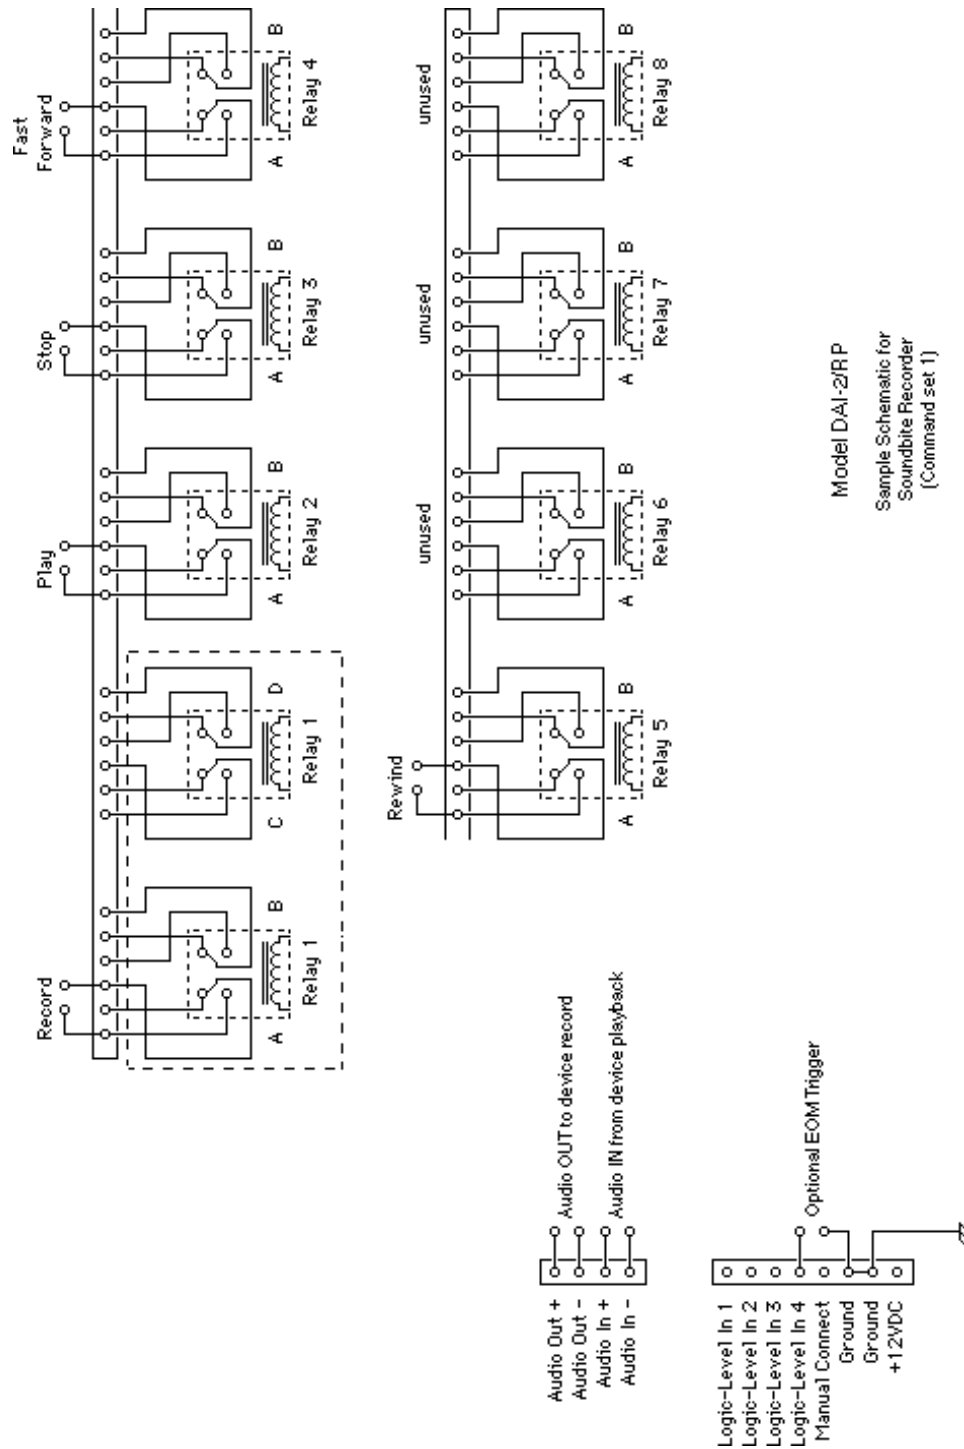 Record
Play
Stop
Fast
Forward
A
B
C
D
A
B
A
B
A
B
Relay 1
Relay 1
Relay 2
Relay 3
Relay 4
Rewind
unused
unused
unused
A
B
A
B
A
B
A
B
Relay 5
Relay 6
Relay 7
Relay 8
Audio Out +
Audio Out -
Audio In +
Audio In -
Audio OUT to device record
Audio IN from device playback
Logic-Level In 1
Logic-Level In 2
Logic-Level In 3
Logic-Level In 4
Manual Connect
Ground
Ground
+12VDC
Optional EOM Trigger
Model DAI-2/RP
Sample Schematic for
Soundbite Recorder
(Command set 1)